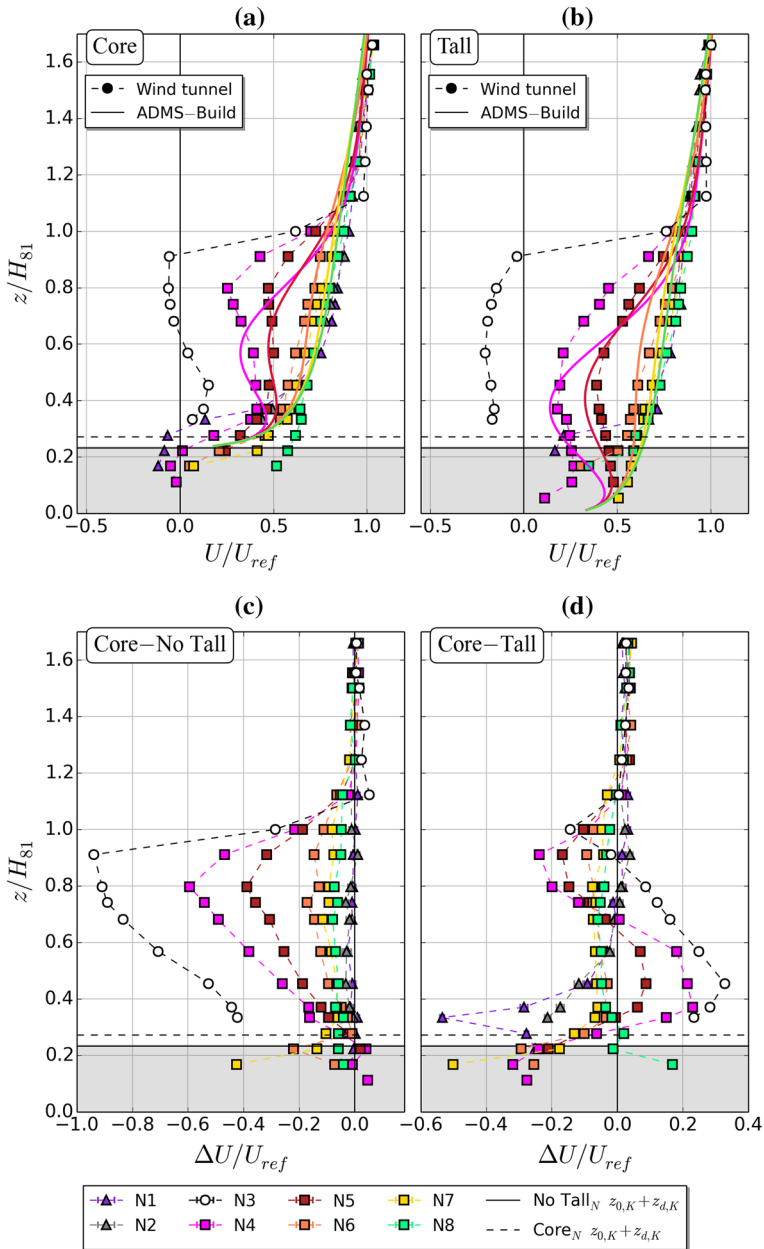 (a) (b)
Core Tall
Wind tunnel Wind tunnel
ADMS−Build ADMS−Build
1.6
1.4
1.2
1.0
0.8
0.6
0.4
0.2
0.0
z/H81
−0.5 0.0 0.5 1.0 −0.5 0.0 0.5 1.0
U/Uref U/Uref
(c) (d)
Core−No Tall Core−Tall
1.6
1.4
1.2
1.0
0.8
0.6
0.4
0.2
0.0
z/H81
−1.0 −0.8 −0.6 −0.4 −0.2 0.0 −0.6 −0.4 −0.2 0.0 0.2 0.4
ΔU/Uref ΔU/Uref
N1 N3 N5 N7 No TallN z0,K+zd,K
N2 N4 N6 N8 CoreN z0,K+zd,K